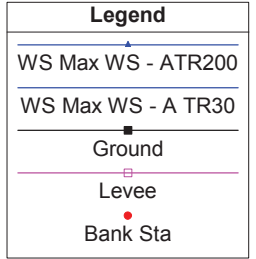 Legend
WS Max WS - ATR200
WS Max WS - A TR30
Ground
Levee
Bank Sta